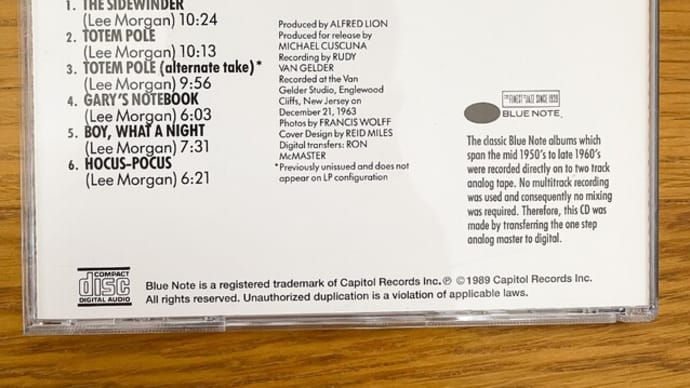 1. THE SIDEWINDER
(Lee Morgan) 10:24
2. TOTEM POLE
(Lee Morgan) 10:13
3. TOTEM POLE (alternate take)*
(Lee Morgan) 9:56
4. GARY'S NOTEBOOK
(Lee Morgan) 6:03
5. BOY, WHAT A NIGHT
(Lee Morgan) 7:31
6. HOCUS-POCUS
(Lee Morgan) 6:21
Produced by ALFRED LION
Produced for release by
MICHAEL CUSCUNA
Recording by RUDY
VAN GELDER
Recorded at the Van
Gelder Studio, Englewood
Cliffs, New Jersey on
December 21, 1963
Photos by FRANCIS WOLFF
Cover Design by REID MILES
Digital transfers: RON
McMASTER
*Previously unissued and does not
appear on LP configuration
THE FINEST IN JAZZ SINCE 1939
BLUE NOTE.
The classic Blue Note albums which
span the mid 1950's to late 1960's
were recorded directly on to two track
analog tape. No multitrack recording
was used and consequently no mixing
was required. Therefore, this CD was
made by transferring the one step
analog master to digital.
COMPACT
disc
DIGITAL AUDIO
Blue Note is a registered trademark of Capitol Records Inc. ℗ © 1989 Capitol Records Inc.
All rights reserved. Unauthorized duplication is a violation of applicable laws.